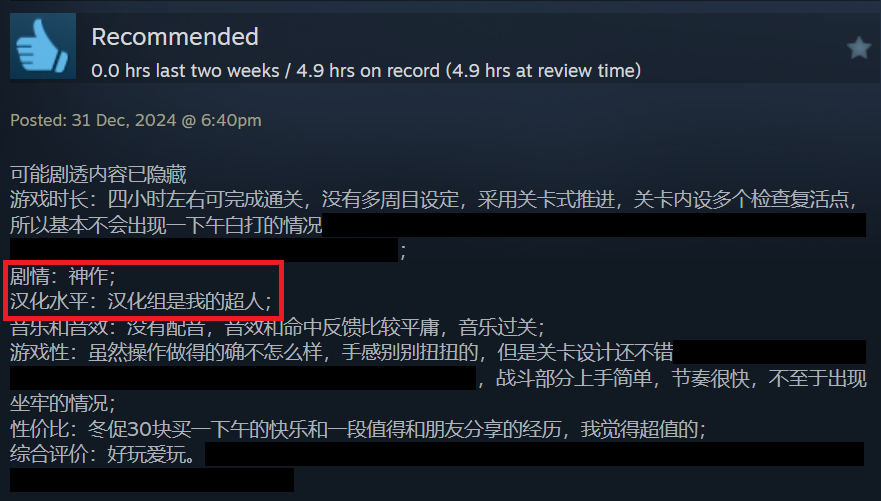 Recommended
0.0 hrs last two weeks / 4.9 hrs on record (4.9 hrs at review time)
Posted: 31 Dec, 2024 @ 6:40pm
可能剧透内容已隐藏
游戏时长：四小时左右可完成通关，没有多周目设定，采用关卡式推进，关卡内设多个检查复活点，
所以基本不会出现一下午白打的情况
；
剧情：神作；
汉化水平：汉化组是我的超人；
音乐和音效：没有配音，音效和命中反馈比较平庸，音乐过关；
游戏性：虽然操作做得的确不怎么样，手感别别扭扭的，但是关卡设计还不错
，战斗部分上手简单，节奏很快，不至于出现
坐牢的情况；
性价比：冬促30块买一下午的快乐和一段值得和朋友分享的经历，我觉得超值的；
综合评价：好玩爱玩。